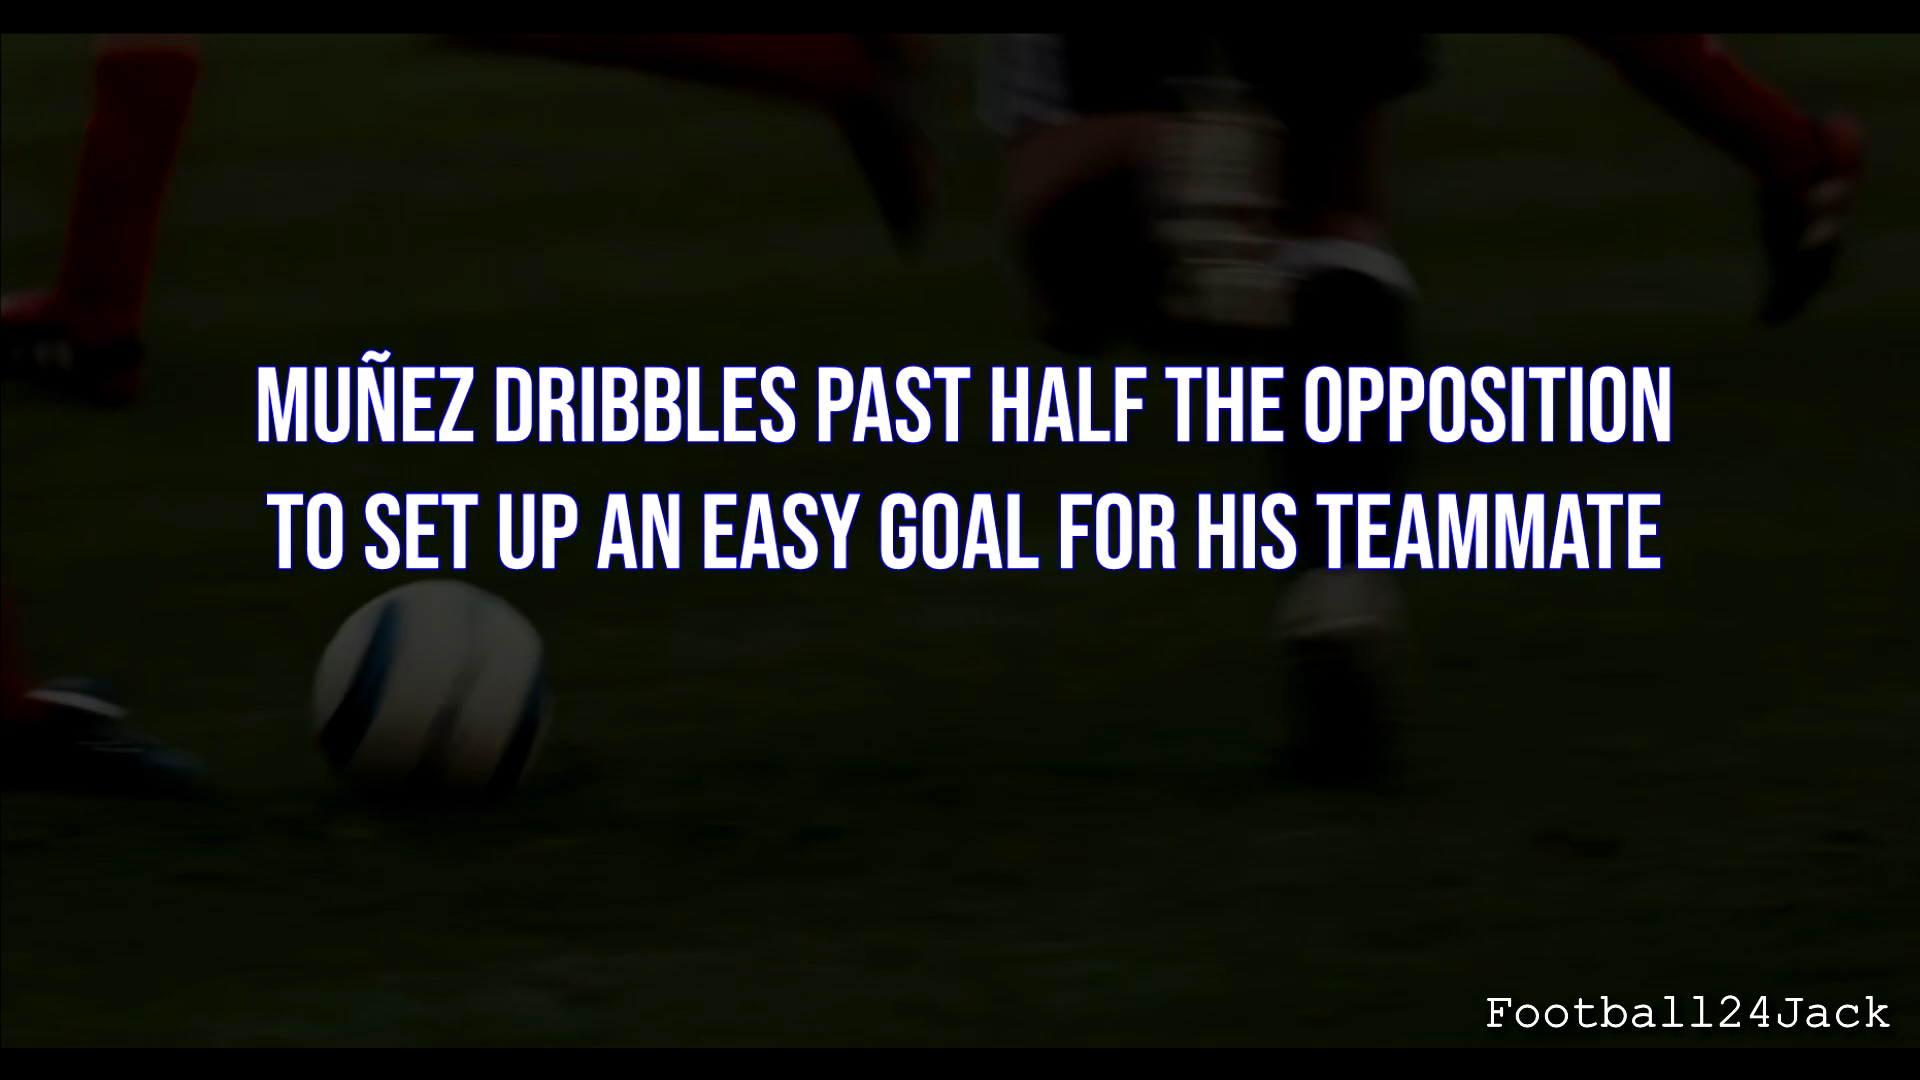 MUÑEZ DRIBBLES PAST HALF THE OPPOSITION
TO SET UP AN EASY GOAL FOR HIS TEAMMATE
Football24Jack